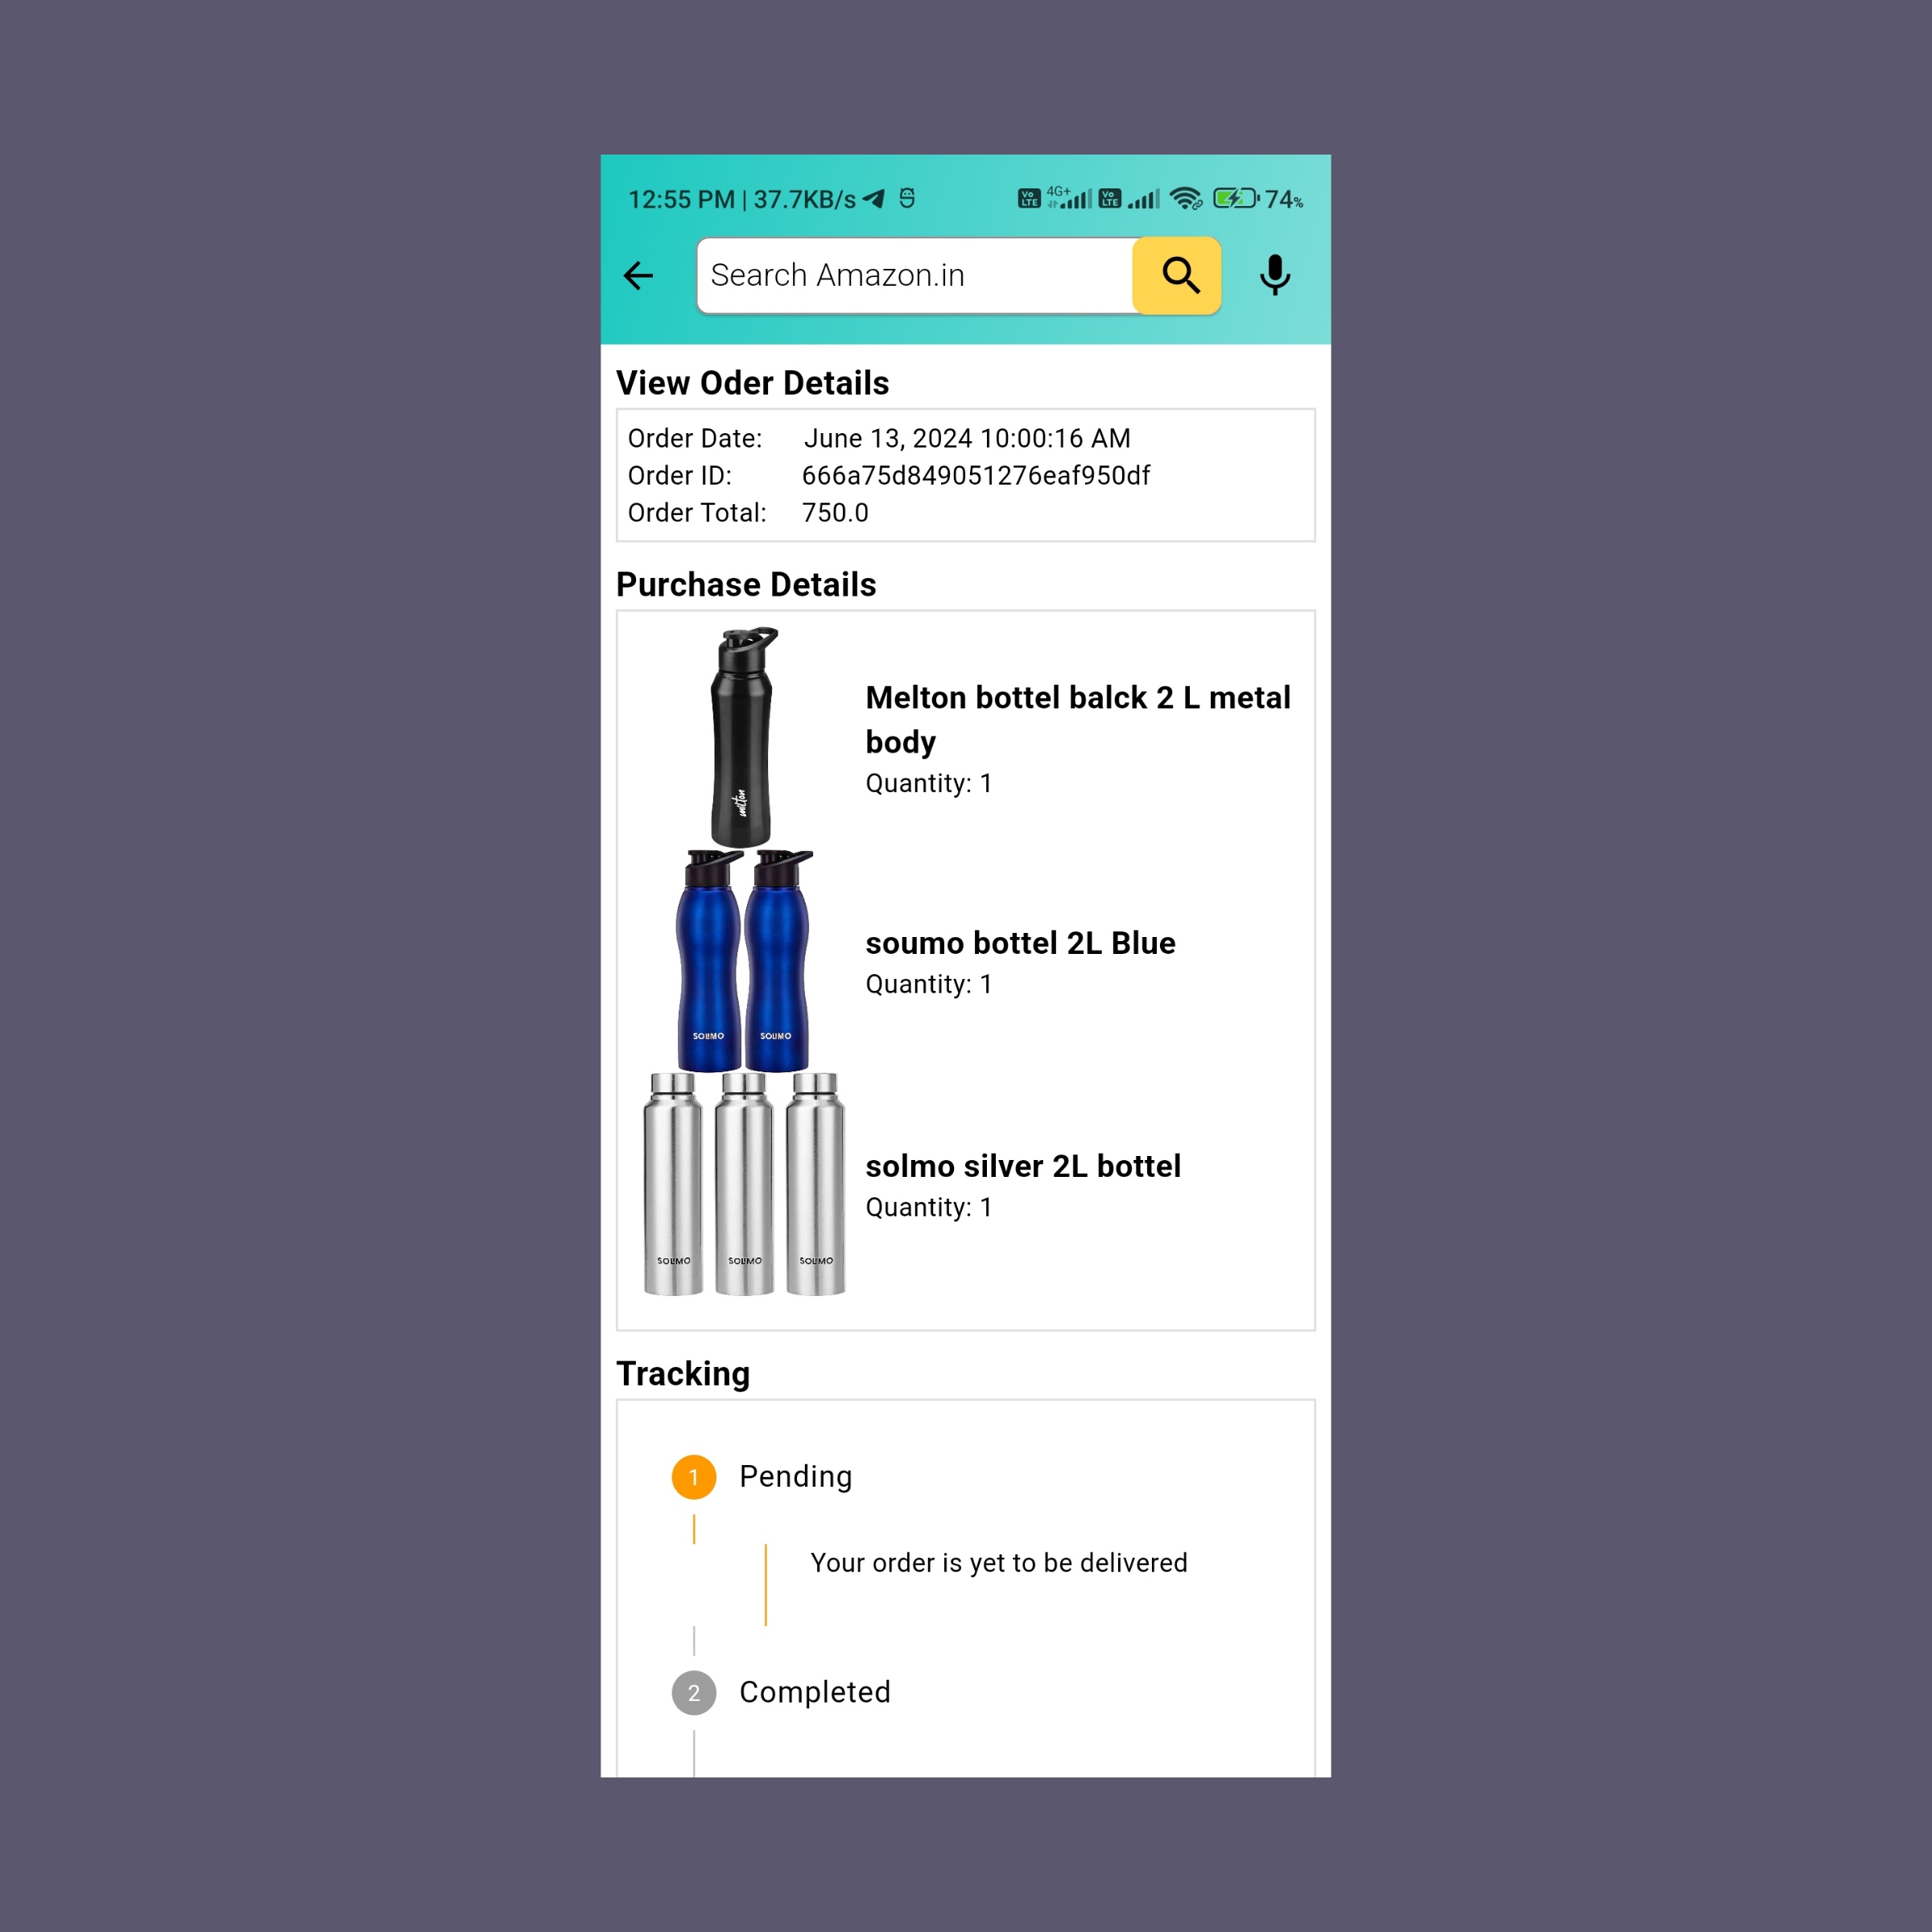 12:55 PM | 37.7KB/s Vo LTE 4G+ Vo LTE 74%
Search Amazon.in
View Oder Details
Order Date: June 13, 2024 10:00:16 AM
Order ID: 666a75d849051276eaf950df
Order Total: 750.0
Purchase Details
Melton bottel balck 2 L metal
body
Quantity: 1
milton
soumo bottel 2L Blue
Quantity: 1
SOLIMO SOLIMO
solmo silver 2L bottel
Quantity: 1
SOLIMO SOLIMO SOLIMO
Tracking
1 Pending
Your order is yet to be delivered
2 Completed